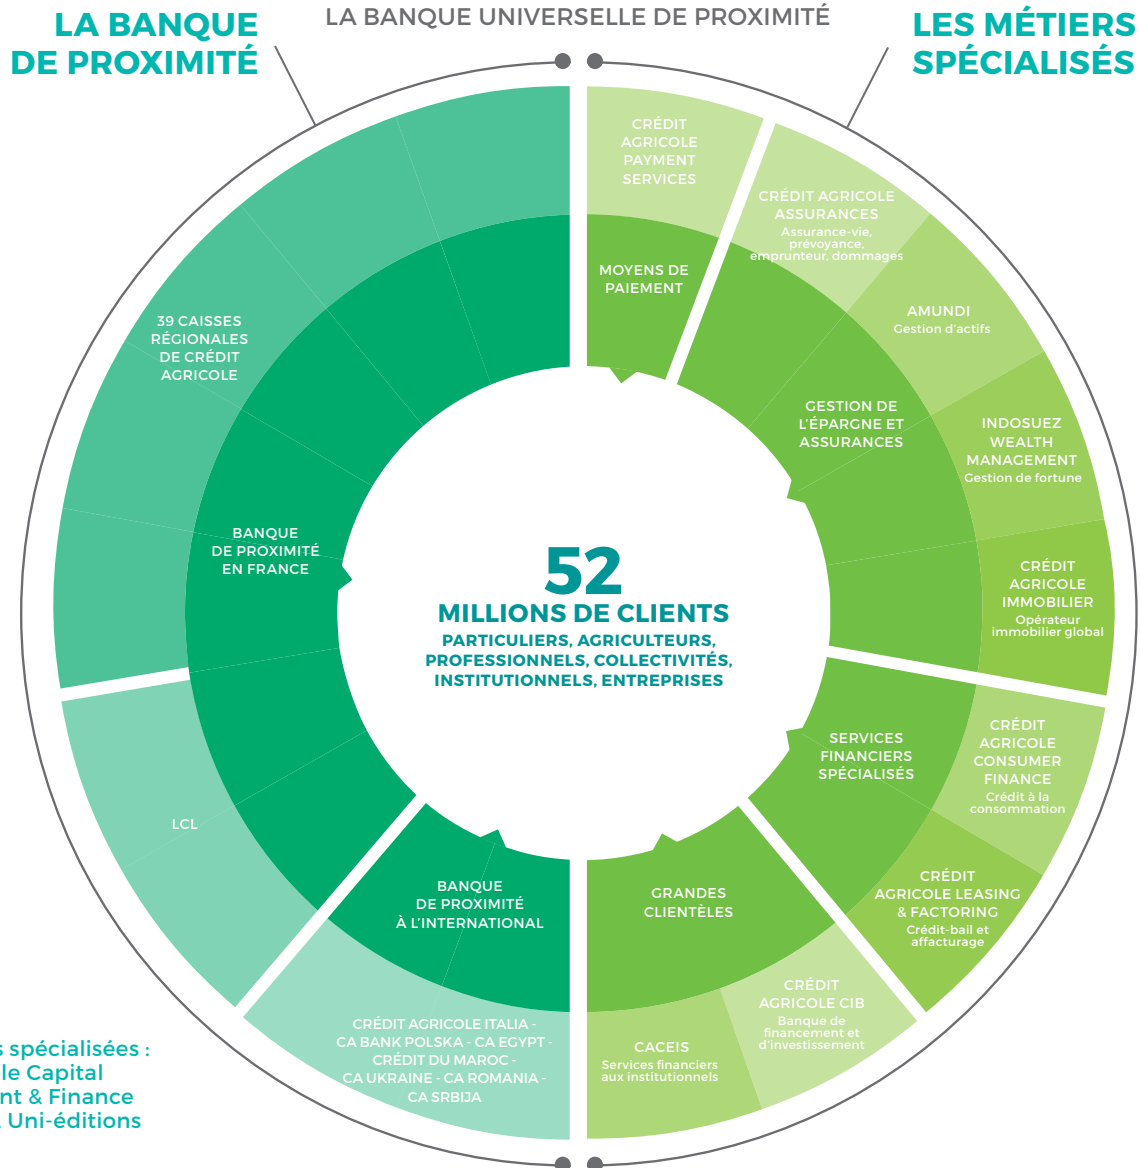 LA BANQUE UNIVERSELLE DE PROXIMITÉ
LA BANQUE
DE PROXIMITÉ
LES MÉTIERS
SPÉCIALISÉS
39 CAISSES
RÉGIONALES
DE CRÉDIT
AGRICOLE
BANQUE
DE PROXIMITÉ
EN FRANCE
LCL
BANQUE
DE PROXIMITÉ
À L'INTERNATIONAL
CRÉDIT AGRICOLE ITALIA -
CA BANK POLSKA - CA EGYPT -
CRÉDIT DU MAROC -
CA UKRAINE - CA ROMANIA -
CA SRBIJA
CRÉDIT
AGRICOLE
PAYMENT
SERVICES
MOYENS DE
PAIEMENT
CRÉDIT AGRICOLE
ASSURANCES
Assurance-vie,
prévoyance,
emprunteur, dommages
AMUNDI
Gestion d'actifs
GESTION DE
L'ÉPARGNE ET
ASSURANCES
INDOSUEZ
WEALTH
MANAGEMENT
Gestion de fortune
CRÉDIT
AGRICOLE
IMMOBILIER
Opérateur
immobilier global
52
MILLIONS DE CLIENTS
PARTICULIERS, AGRICULTEURS,
PROFESSIONNELS, COLLECTIVITÉS,
INSTITUTIONNELS, ENTREPRISES
SERVICES
FINANCIERS
SPÉCIALISÉS
CRÉDIT
AGRICOLE
CONSUMER
FINANCE
Crédit à la
consommation
CRÉDIT
AGRICOLE LEASING
& FACTORING
Crédit-bail et
affacturage
GRANDES
CLIENTÈLES
CRÉDIT
AGRICOLE CIB
Banque de
financement et
d'investissement
CACEIS
Services financiers
aux institutionnels
spécialisées :
Capital
& Finance
Uni-éditions